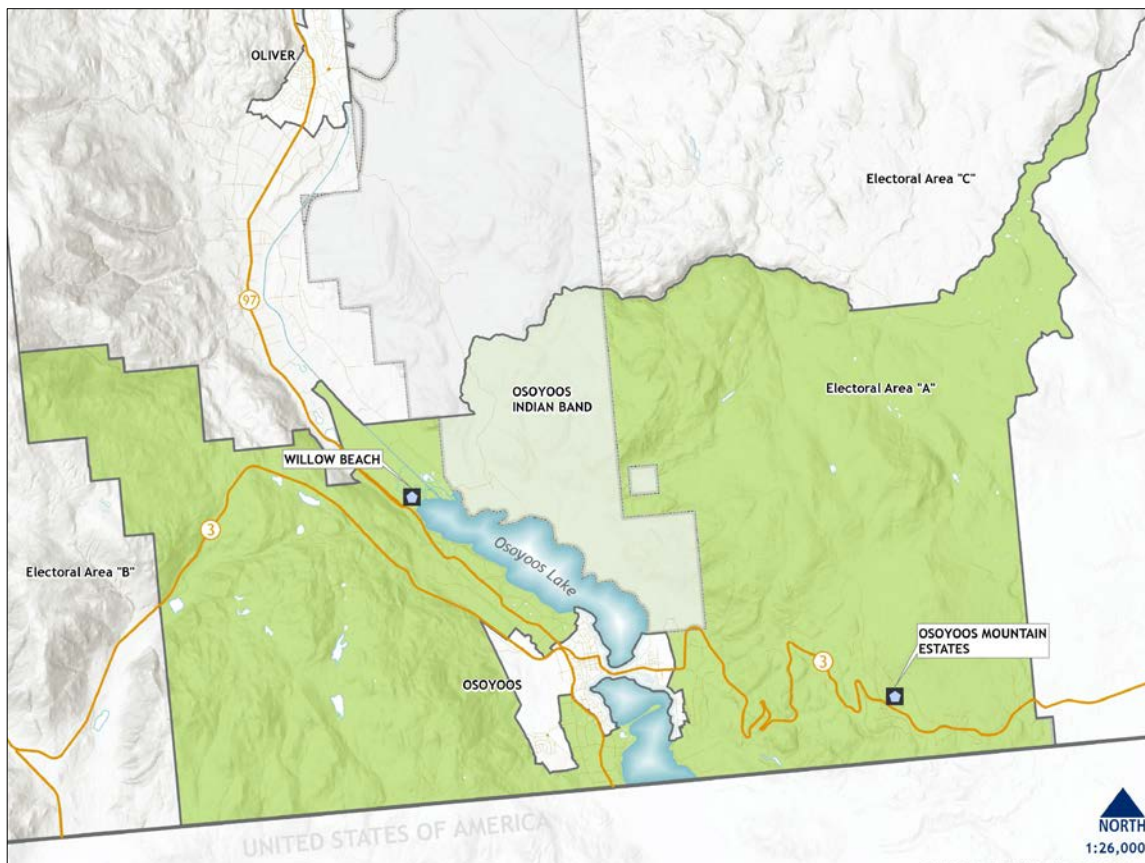 OLIVER
Electoral Area "C"
97
OSOYOOS
INDIAN BAND
Electoral Area "A"
WILLOW BEACH
3
Electoral Area "B"
Osoyoos Lake
OSOYOOS MOUNTAIN
ESTATES
3
OSOYOOS
UNITED STATES OF AMERICA
NORTH
1:26,000